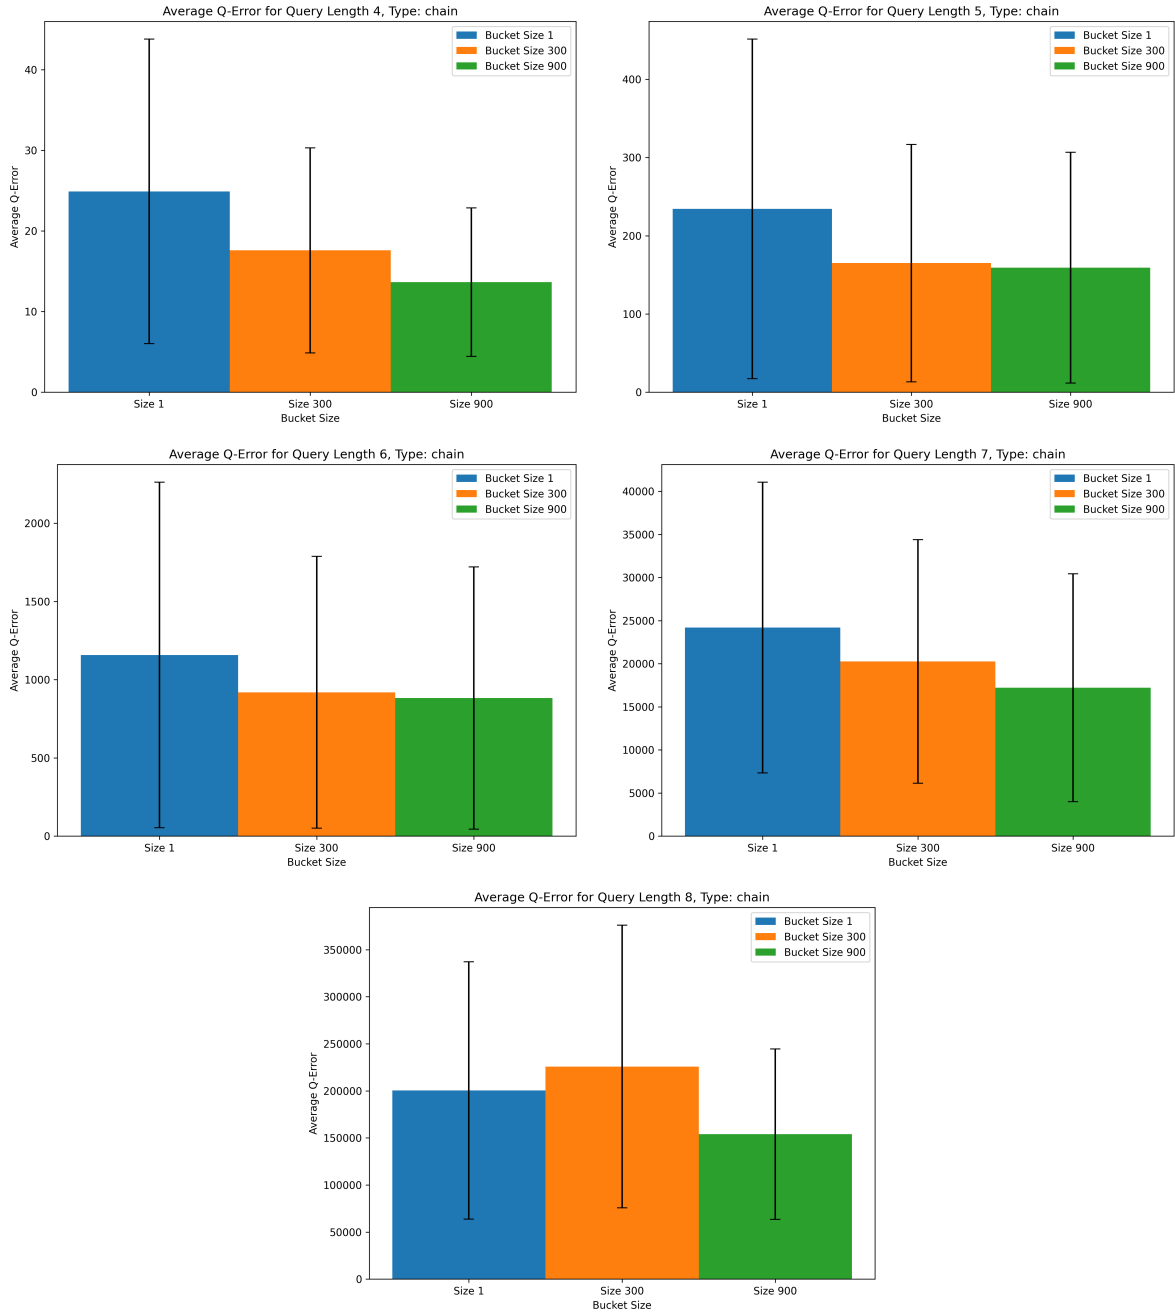 Average Q-Error for Query Length 4, Type: chain
Bucket Size 1
Bucket Size 300
Bucket Size 900
Average Q-Error
40
30
20
10
0
Size 1
Size 300
Size 900
Bucket Size
Average Q-Error for Query Length 5, Type: chain
Bucket Size 1
Bucket Size 300
Bucket Size 900
Average Q-Error
400
300
200
100
0
Size 1
Size 300
Size 900
Bucket Size
Average Q-Error for Query Length 6, Type: chain
Bucket Size 1
Bucket Size 300
Bucket Size 900
Average Q-Error
2000
1500
1000
500
0
Size 1
Size 300
Size 900
Bucket Size
Average Q-Error for Query Length 7, Type: chain
Bucket Size 1
Bucket Size 300
Bucket Size 900
Average Q-Error
40000
35000
30000
25000
20000
15000
10000
5000
0
Size 1
Size 300
Size 900
Bucket Size
Average Q-Error for Query Length 8, Type: chain
Bucket Size 1
Bucket Size 300
Bucket Size 900
Average Q-Error
350000
300000
250000
200000
150000
100000
50000
0
Size 1
Size 300
Size 900
Bucket Size